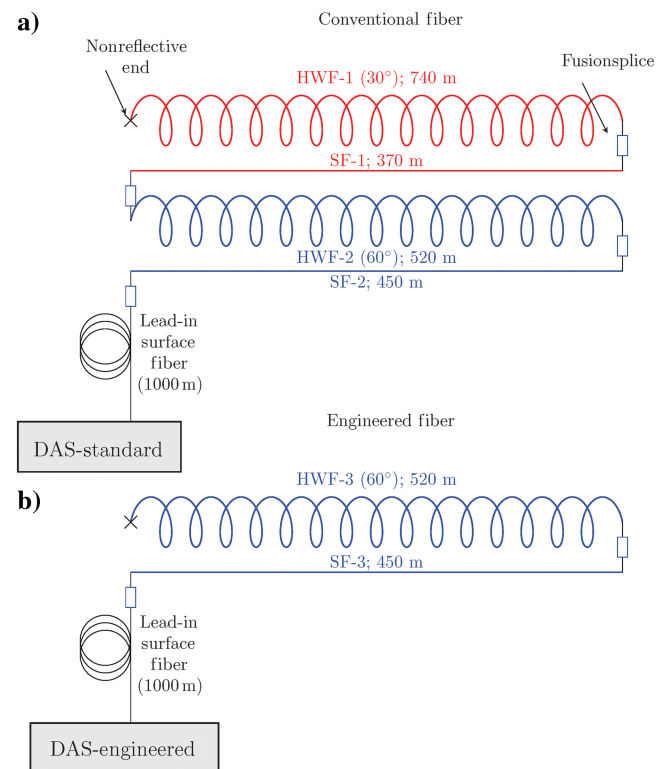 a)
Conventional fiber
Nonreflective
end
HWF-1 (30°); 740 m
Fusionsplice
SF-1; 370 m
HWF-2 (60°); 520 m
SF-2; 450 m
Lead-in
surface
fiber
(1000 m)
DAS-standard
Engineered fiber
b)
HWF-3 (60°); 520 m
SF-3; 450 m
Lead-in
surface
fiber
(1000 m)
DAS-engineered